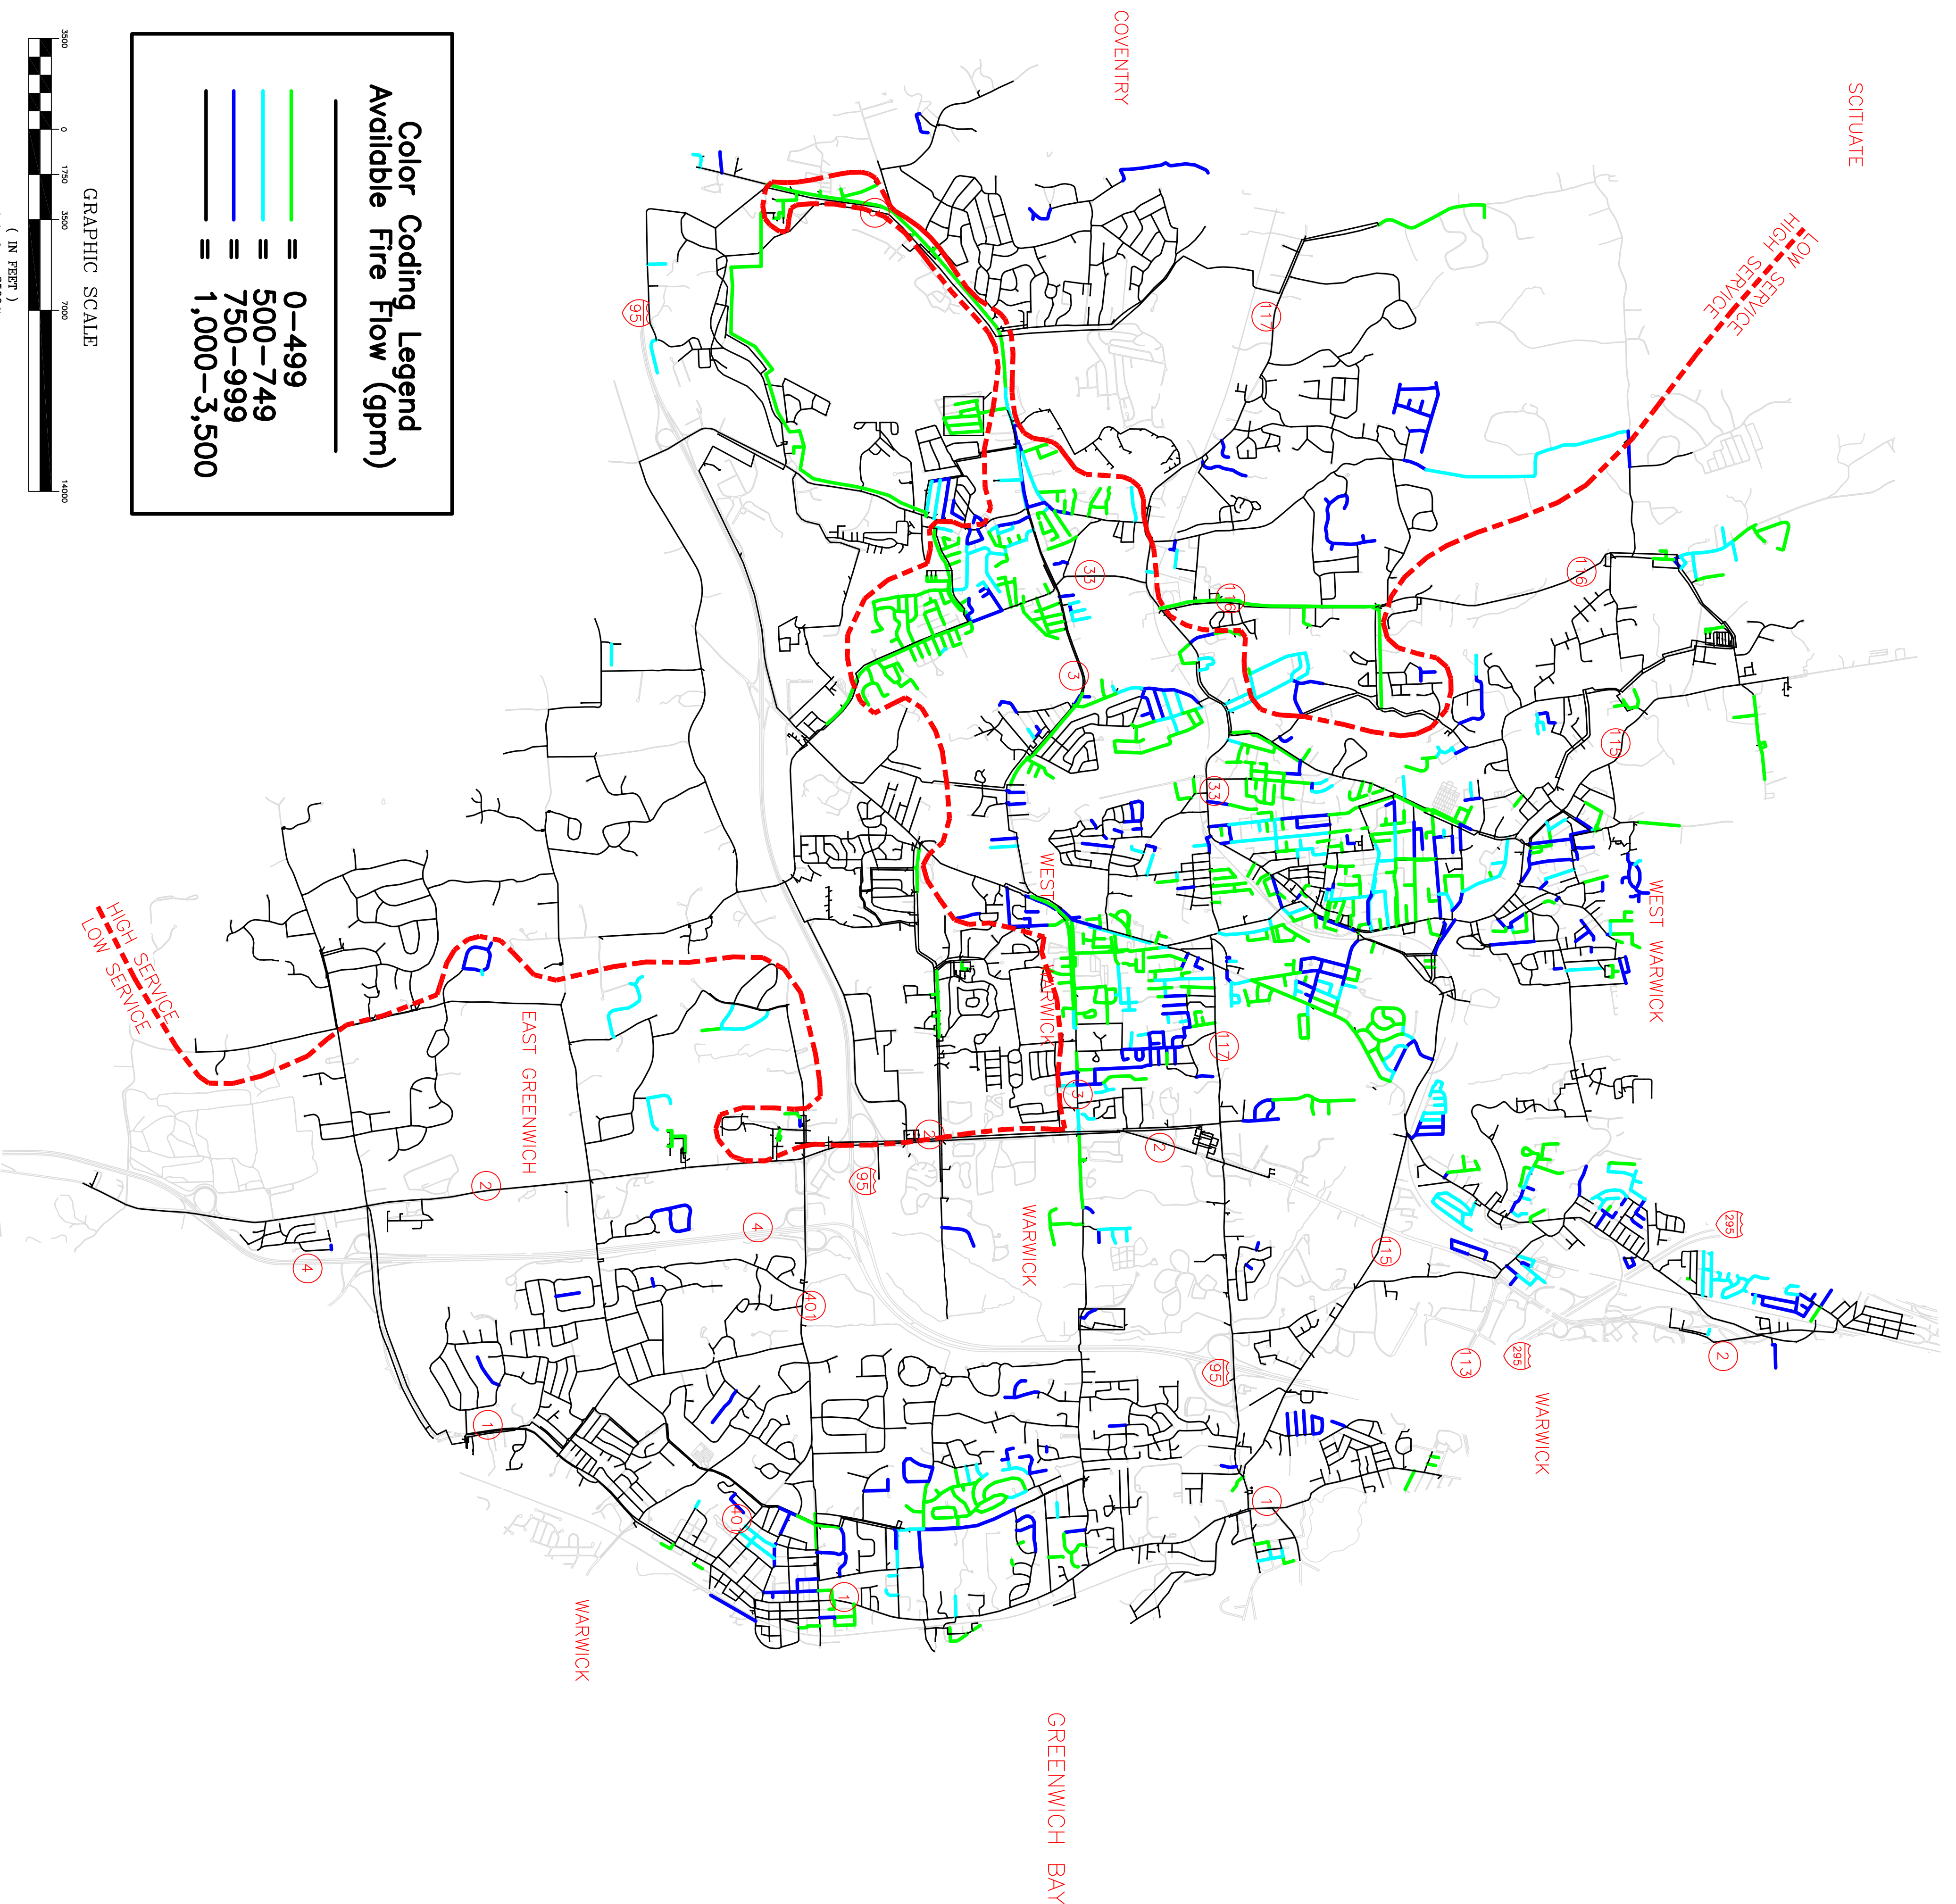 SCITUATE
COVENTRY
LOW SERVICE
HIGH SERVICE
117
116
33
116
3
115
33
95
WEST WARWICK
WEST WARWICK
117
3
2
2
95
HIGH SERVICE
LOW SERVICE
EAST GREENWICH
2
4
4
401
WARWICK
115
295
295
113
2
95
WARWICK
1
1
401
1
WARWICK
GREENWICH BAY
Color Coding Legend
Available Fire Flow (gpm)
= 0-499
= 500-749
= 750-999
= 1,000-3,500
GRAPHIC SCALE
3500 0 1750 3500 7000 14000
( IN FEET )